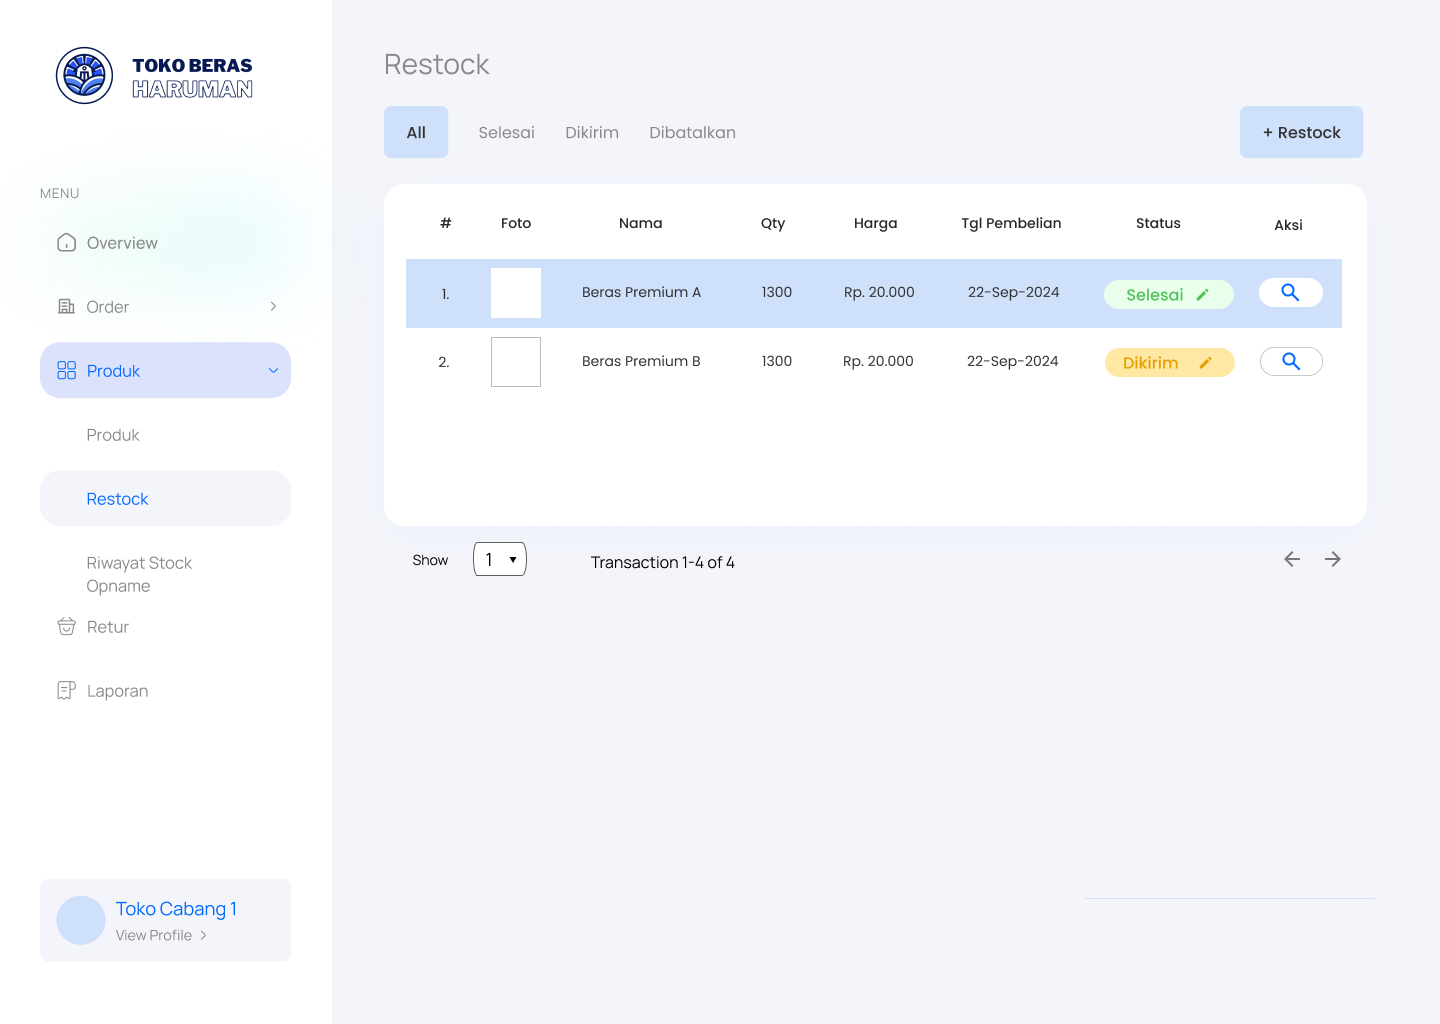 TOKO BERAS
HARUMAN
MENU
Overview
Order
Produk
Produk
Restock
Riwayat Stock
Opname
Retur
Laporan
Toko Cabang 1
View Profile
Restock
All Selesai Dikirim Dibatalkan + Restock
# Foto Nama Qty Harga Tgl Pembelian Status Aksi
1. Beras Premium A 1300 Rp. 20.000 22-Sep-2024 Selesai
2. Beras Premium B 1300 Rp. 20.000 22-Sep-2024 Dikirim
Show 1 Transaction 1-4 of 4